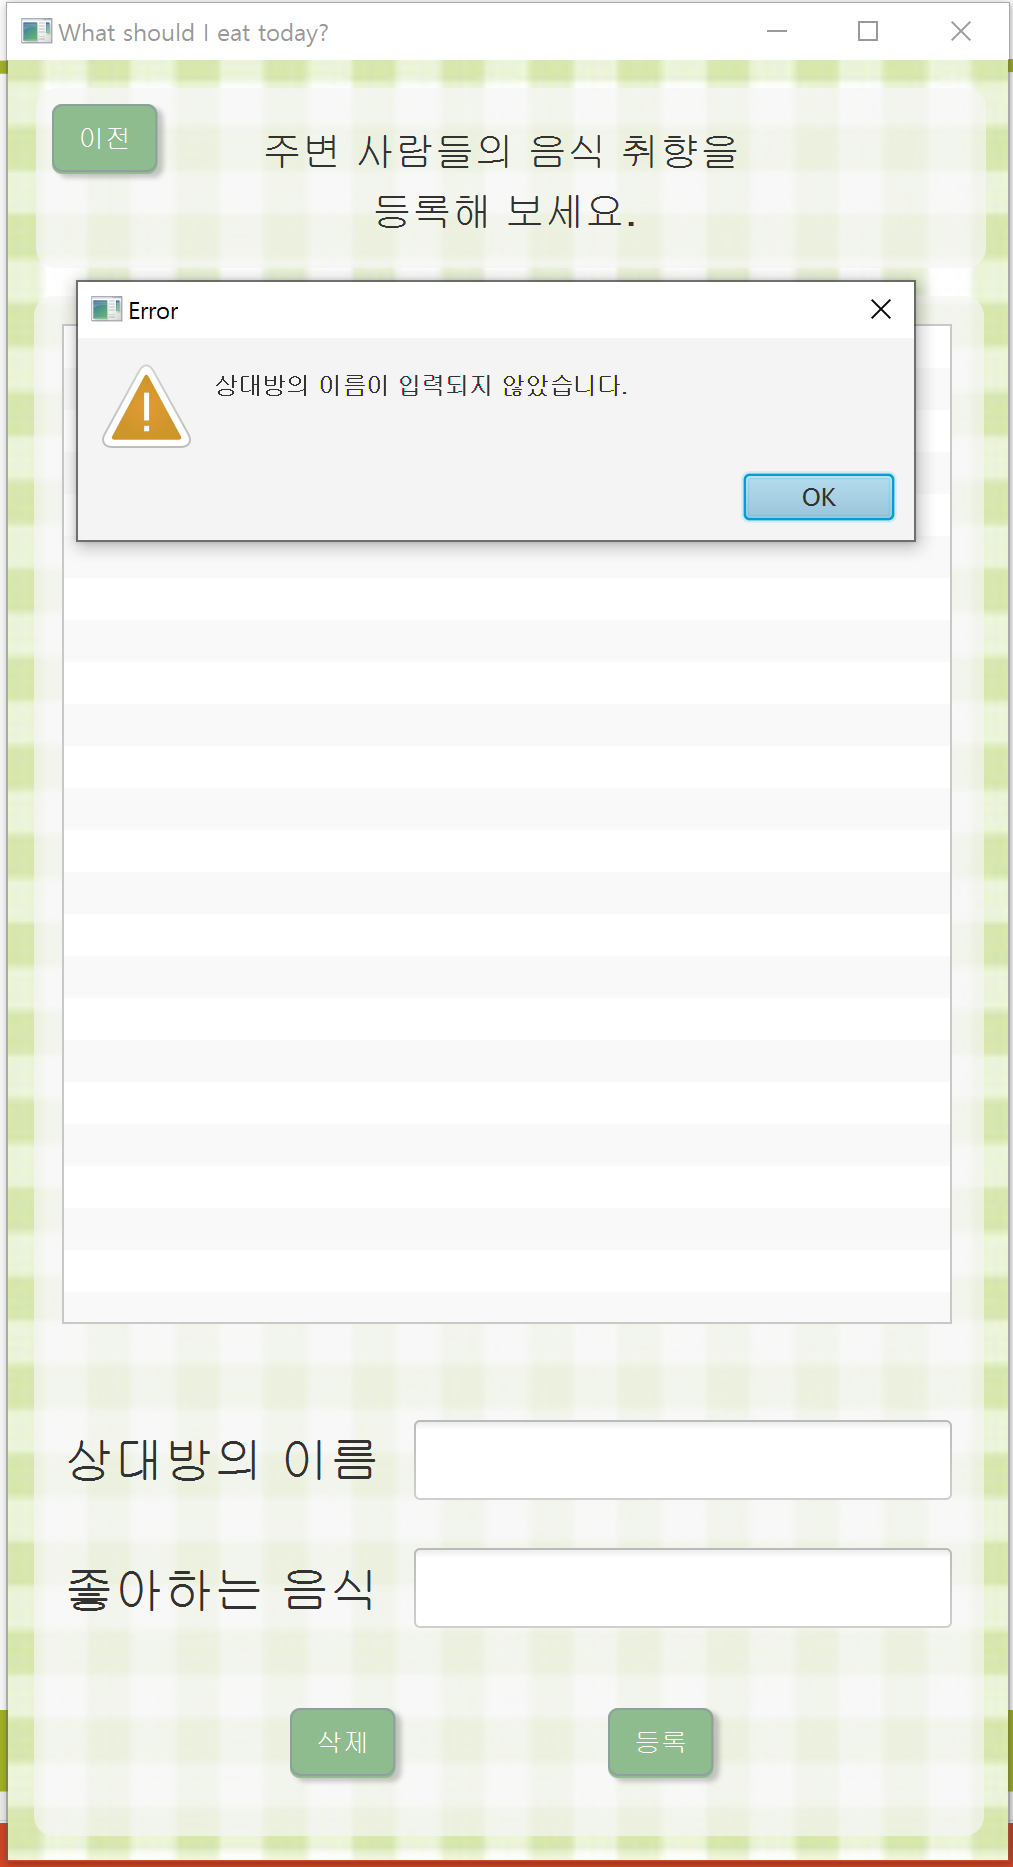 What should I eat today?
이전
주변 사람들의 음식 취향을
등록해 보세요.
Error
상대방의 이름이 입력되지 않았습니다.
OK
상대방의 이름
좋아하는 음식
삭제
등록